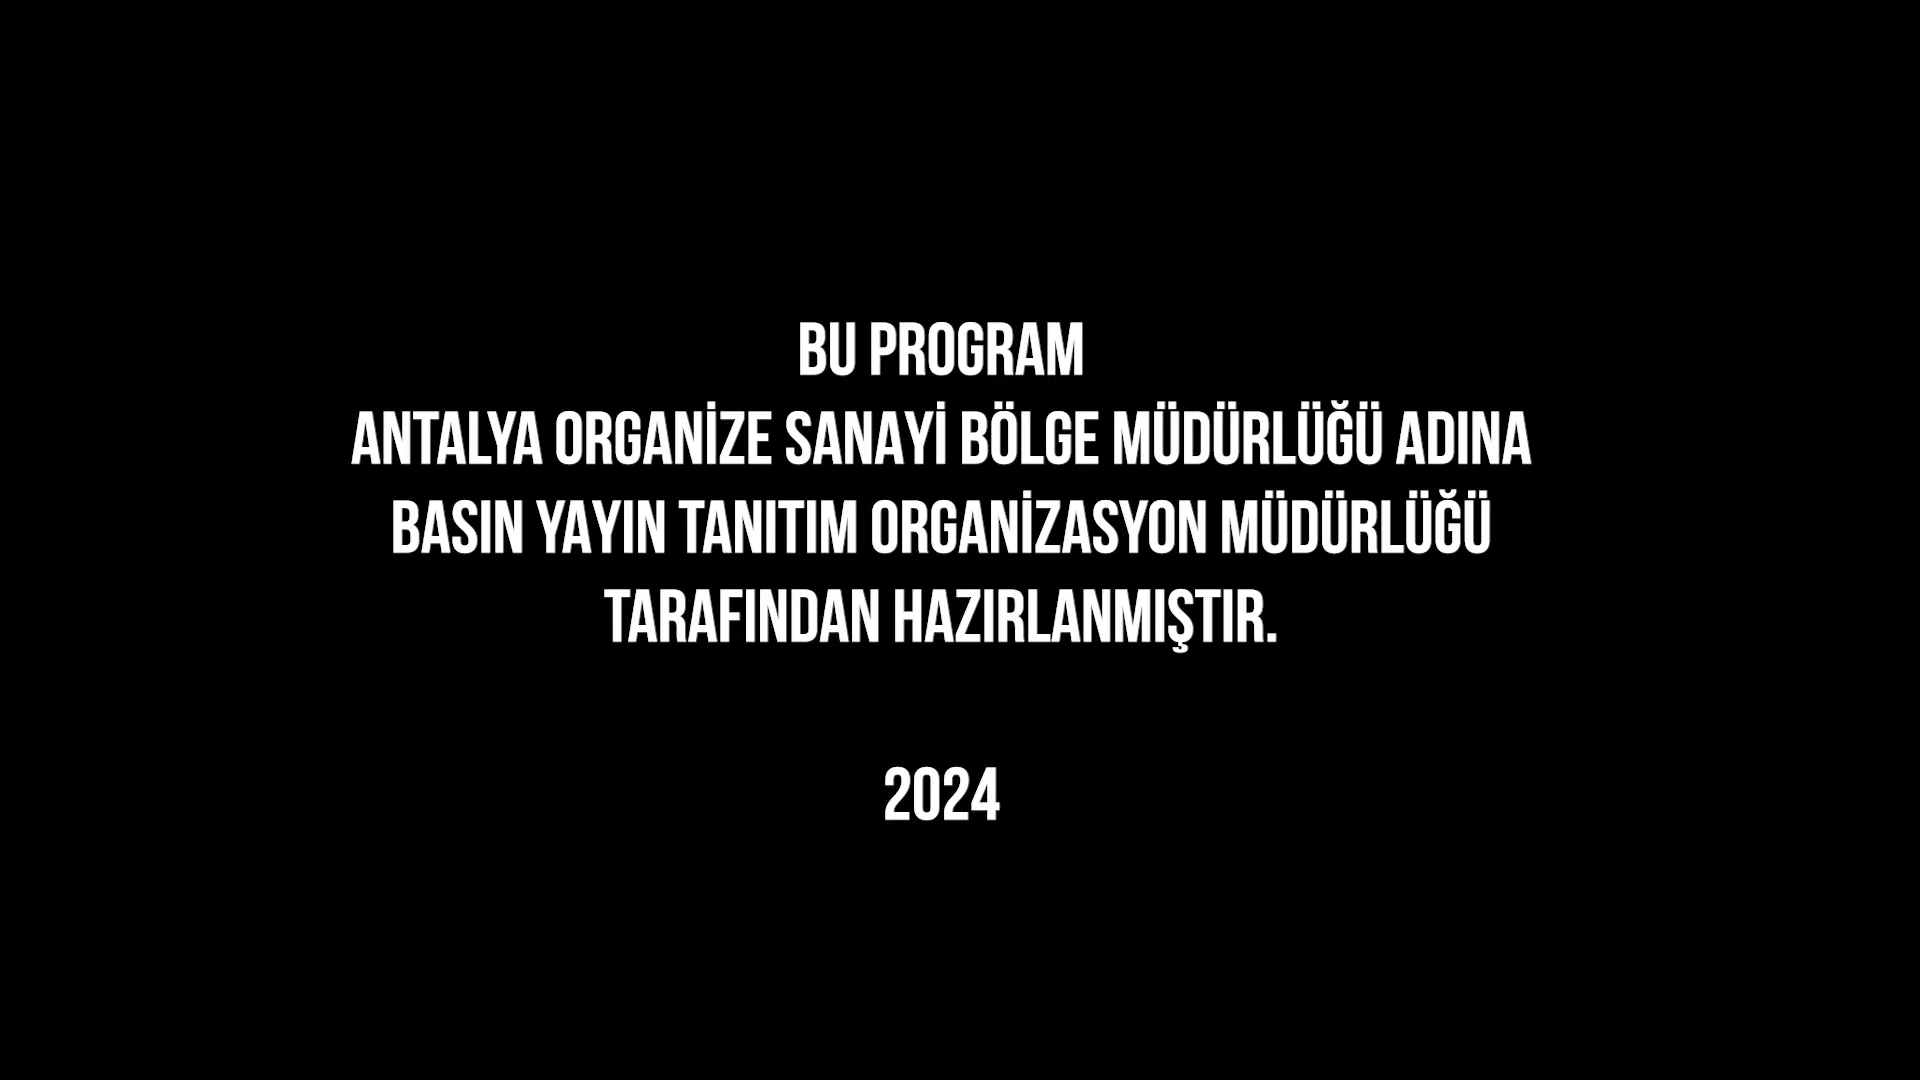 BU PROGRAM
ANTALYA ORGANİZE SANAYİ BÖLGE MÜDÜRLÜĞÜ ADINA
BASIN YAYIN TANITIM ORGANİZASYON MÜDÜRLÜĞÜ
TARAFINDAN HAZIRLANMIŞTIR.
2024